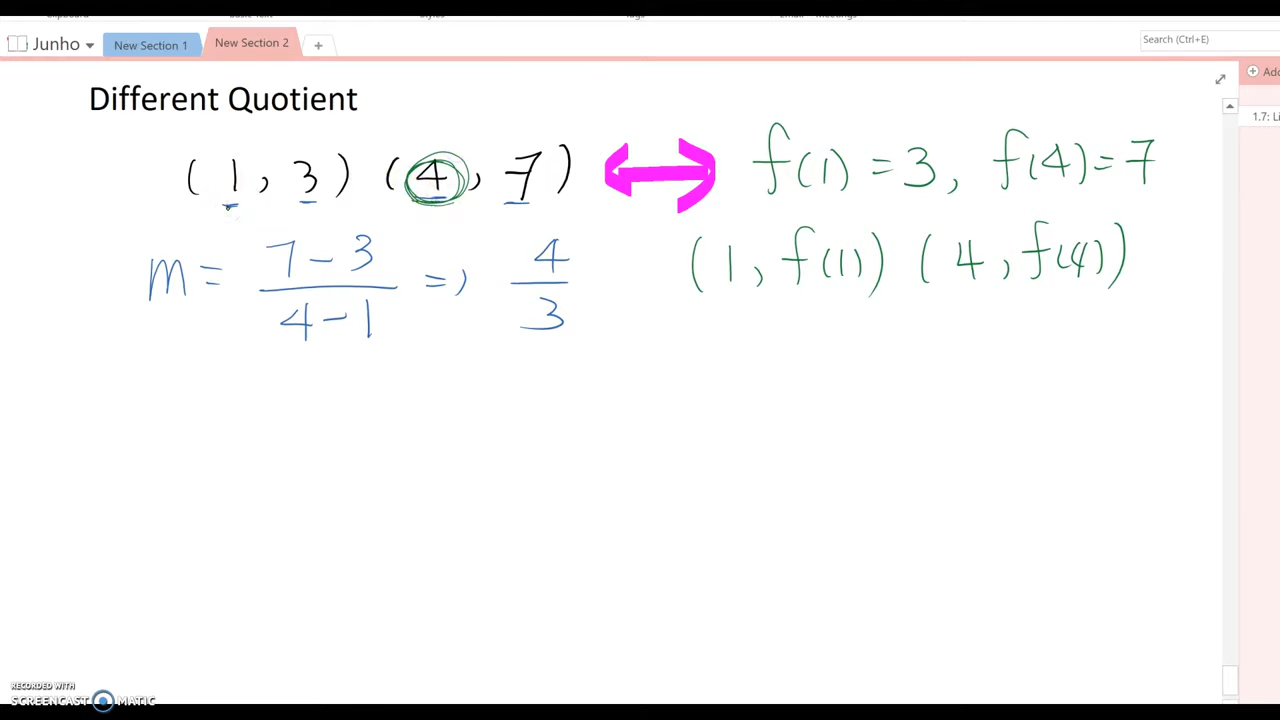 Junho
New Section 1
New Section 2
+
Search (Ctrl+E)
Different Quotient
(1, 3) (4, 7)
f(1) = 3, f(4) = 7
m = 7 - 3 / 4 - 1 => 4 / 3
(1, f(1)) (4, f(4))
RECORDED WITH
SCREENCAST MATIC